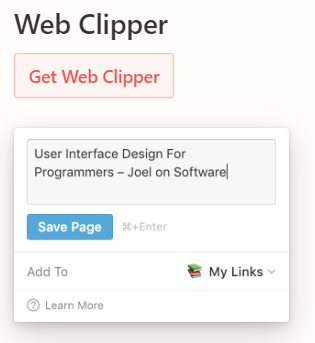 Web Clipper
Get Web Clipper
User Interface Design For
Programmers – Joel on Software
Save Page ⌘+Enter
Add To My Links
Learn More